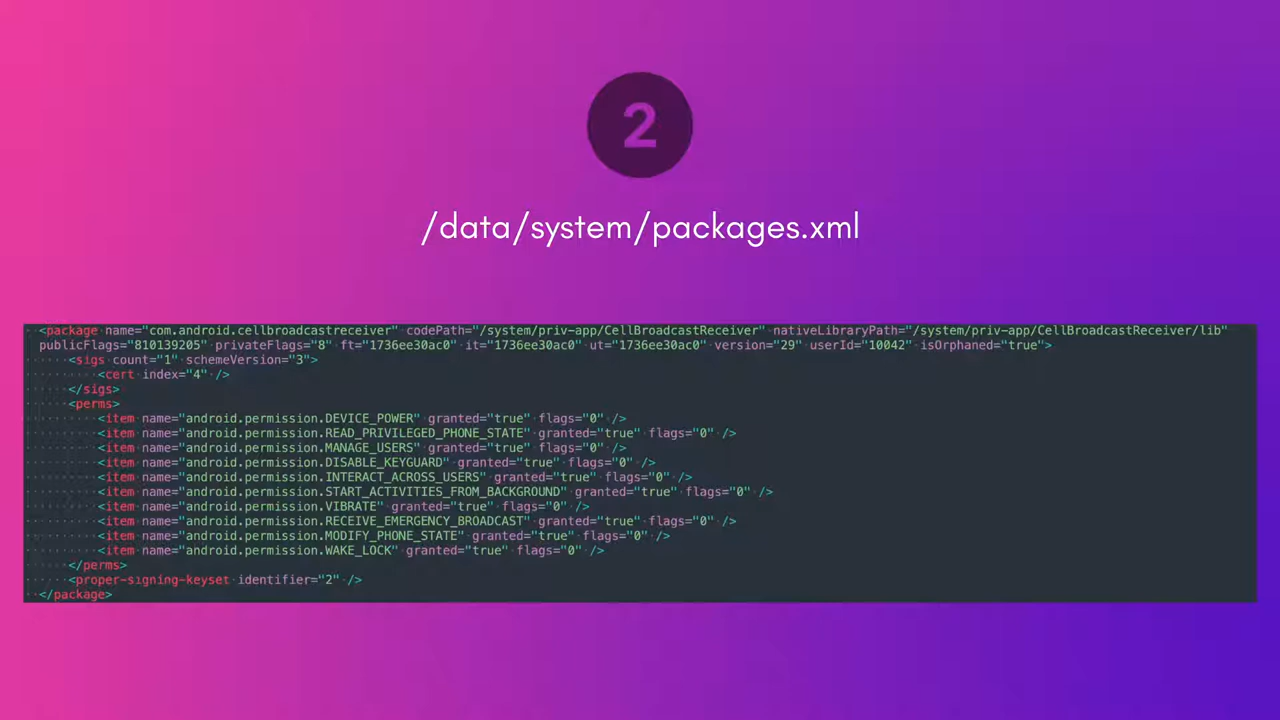 2
/data/system/packages.xml
<package name="com.android.cellbroadcastreceiver" codePath="/system/priv-app/CellBroadcastReceiver" nativeLibraryPath="/system/priv-app/CellBroadcastReceiver/lib"
publicFlags="810139205" privateFlags="8" ft="1736ee30ac0" it="1736ee30ac0" ut="1736ee30ac0" version="29" userId="10042" isOrphaned="true">
<sigs count="1" schemeVersion="3">
<cert index="4" />
</sigs>
<perms>
<item name="android.permission.DEVICE_POWER" granted="true" flags="0" />
<item name="android.permission.READ_PRIVILEGED_PHONE_STATE" granted="true" flags="0" />
<item name="android.permission.MANAGE_USERS" granted="true" flags="0" />
<item name="android.permission.DISABLE_KEYGUARD" granted="true" flags="0" />
<item name="android.permission.INTERACT_ACROSS_USERS" granted="true" flags="0" />
<item name="android.permission.START_ACTIVITIES_FROM_BACKGROUND" granted="true" flags="0" />
<item name="android.permission.VIBRATE" granted="true" flags="0" />
<item name="android.permission.RECEIVE_EMERGENCY_BROADCAST" granted="true" flags="0" />
<item name="android.permission.MODIFY_PHONE_STATE" granted="true" flags="0" />
<item name="android.permission.WAKE_LOCK" granted="true" flags="0" />
</perms>
<proper-signing-keyset identifier="2" />
</package>